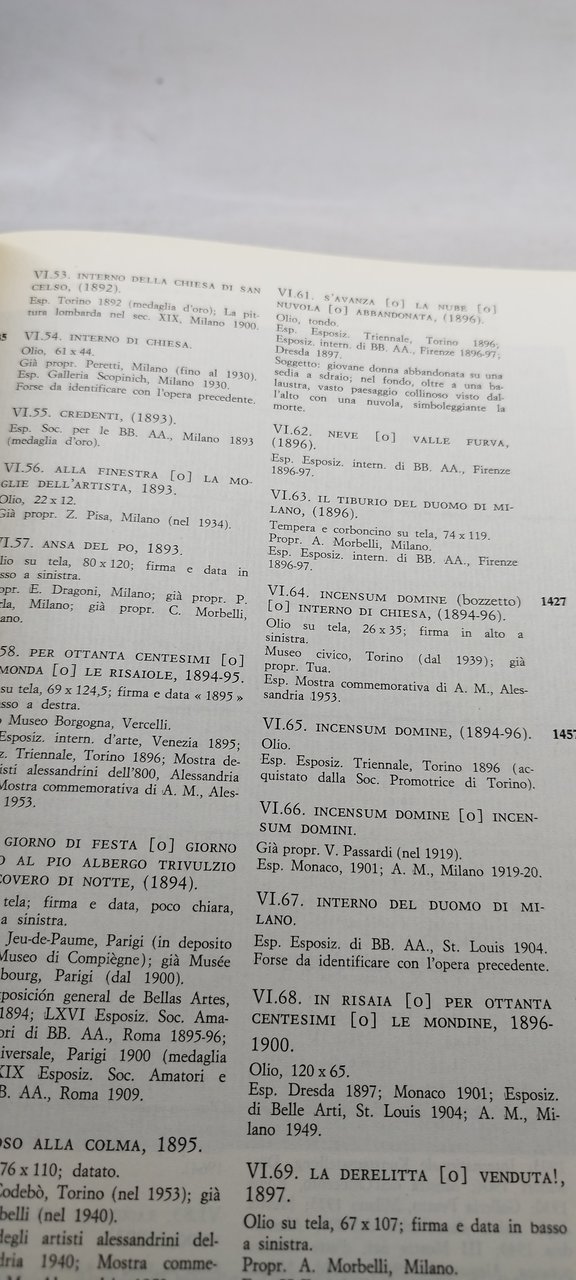 VI.53. INTERNO DELLA CHIESA DI SAN
CELSO, (1892).
Esp. Torino 1892 (medaglia d'oro); La pit-
tura lombarda nel sec. XIX, Milano 1900.
VI.54. INTERNO DI CHIESA.
Olio, 61 x 44.
Già propr. Peretti, Milano (fino al 1930).
Esp. Galleria Scopinich, Milano 1930.
Forse da identificare con l'opera precedente.
VI.55. CREDENTI, (1893).
Esp. Soc. per le BB. AA., Milano 1893
(medaglia d'oro).
VI.56. ALLA FINESTRA [O] LA MO-
GLIE DELL'ARTISTA, 1893.
Olio, 22 x 12.
Già propr. Z. Pisa, Milano (nel 1934).
VI.57. ANSA DEL PO, 1893.
lio su tela, 80 x 120; firma e data in
sso a sinistra.
opr. E. Dragoni, Milano; già propr. P.
rla, Milano; già propr. C. Morbelli,
ano.
58. PER OTTANTA CENTESIMI [O]
MONDA [O] LE RISAIOLE, 1894-95.
su tela, 69 x 124,5; firma e data « 1895 »
sso a destra.
o Museo Borgogna, Vercelli.
Esposiz. intern. d'arte, Venezia 1895;
z. Triennale, Torino 1896; Mostra de-
isti alessandrini dell'800, Alessandria
Mostra commemorativa di A. M., Ales-
1953.
GIORNO DI FESTA [O] GIORNO
O AL PIO ALBERGO TRIVULZIO
COVERO DI NOTTE, (1894).
tela; firma e data, poco chiara,
a sinistra.
Jeu-de-Paume, Parigi (in deposito
Museo di Compiègne); già Musée
bourg, Parigi (dal 1900).
xposición general de Bellas Artes,
1894; LXVI Esposiz. Soc. Ama-
ori di BB. AA., Roma 1895-96;
iversale, Parigi 1900 (medaglia
XIX Esposiz. Soc. Amatori e
B. AA., Roma 1909.
OSO ALLA COLMA, 1895.
76 x 110; datato.
Codebò, Torino (nel 1953); già
belli (nel 1940).
degli artisti alessandrini del-
dria 1940; Mostra comme-
VI.61. S'AVANZA [O] LA NUBE [O]
NUVOLA [O] ABBANDONATA, (1896).
Olio, tondo.
Esp. Esposiz. Triennale, Torino 1896;
Esposiz. intern. di BB. AA., Firenze 1896-97;
Dresda 1897.
Soggetto: giovane donna abbandonata su una
sedia a sdraio; nel fondo, oltre a una ba-
laustra, vasto paesaggio collinoso visto dal-
l'alto con una nuvola, simboleggiante la
morte.
VI.62. NEVE [O] VALLE FURVA,
(1896).
Esp. Esposiz. intern. di BB. AA., Firenze
1896-97.
VI.63. IL TIBURIO DEL DUOMO DI MI-
LANO, (1896).
Tempera e carboncino su tela, 74 x 119.
Propr. A. Morbelli, Milano.
Esp. Esposiz. intern. di BB. AA., Firenze
1896-97.
VI.64. INCENSUM DOMINE (bozzetto) 1427
[O] INTERNO DI CHIESA, (1894-96).
Olio su tela, 26 x 35; firma in alto a
sinistra.
Museo civico, Torino (dal 1939); già
propr. Tua.
Esp. Mostra commemorativa di A. M., Ales-
sandria 1953.
VI.65. INCENSUM DOMINE, (1894-96). 1457
Olio.
Esp. Esposiz. Triennale, Torino 1896 (ac-
quistato dalla Soc. Promotrice di Torino).
VI.66. INCENSUM DOMINE [O] INCEN-
SUM DOMINI.
Già propr. V. Passardi (nel 1919).
Esp. Monaco, 1901; A. M., Milano 1919-20.
VI.67. INTERNO DEL DUOMO DI MI-
LANO.
Esp. Esposiz. di BB. AA., St. Louis 1904.
Forse da identificare con l'opera precedente.
VI.68. IN RISAIA [O] PER OTTANTA
CENTESIMI [O] LE MONDINE, 1896-
1900.
Olio, 120 x 65.
Esp. Dresda 1897; Monaco 1901; Esposiz.
di Belle Arti, St. Louis 1904; A. M., Mi-
lano 1949.
VI.69. LA DERELITTA [O] VENDUTA!,
1897.
Olio su tela, 67 x 107; firma e data in basso
a sinistra.
Propr. A. Morbelli, Milano.